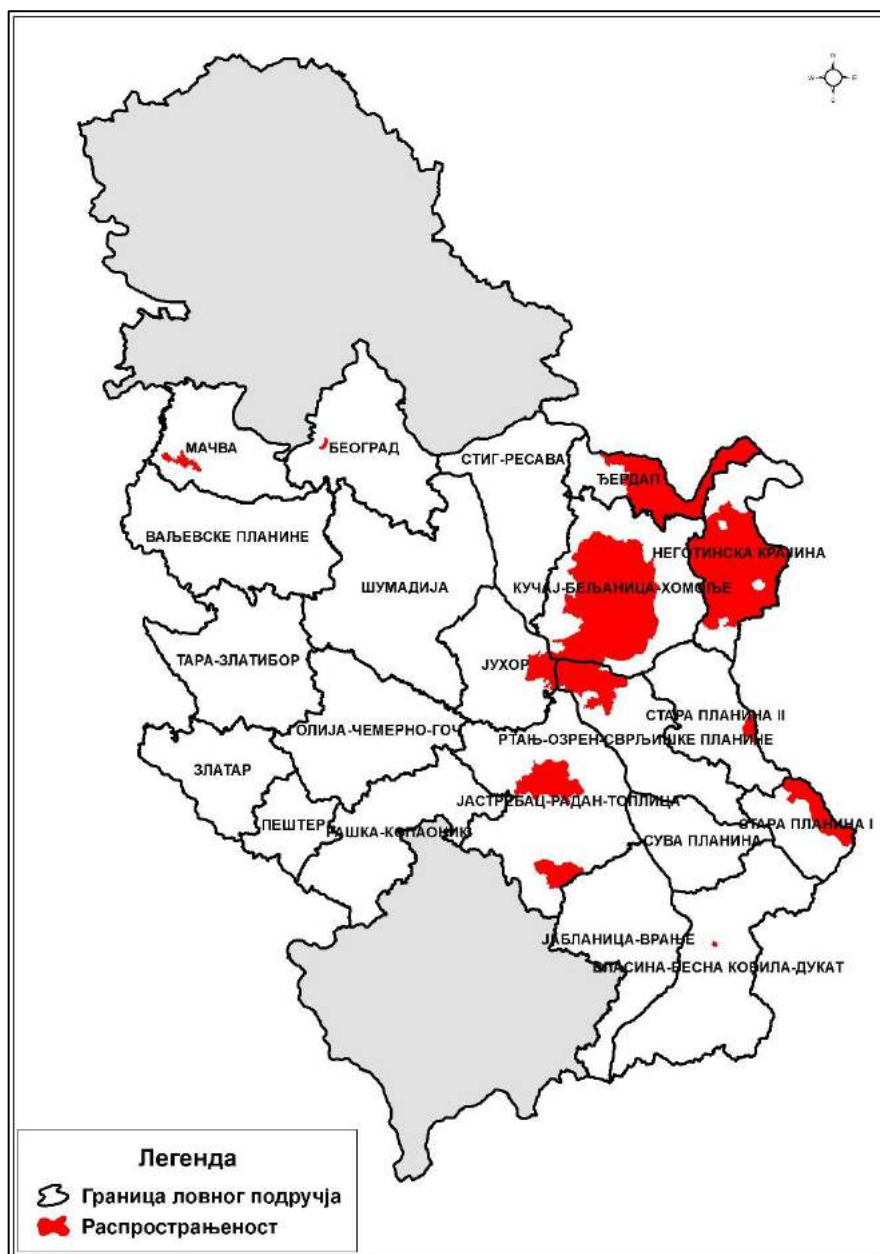 N
W E
S
МАЧВА
БЕОГРАД
СТИГ-РЕСАВА
ЂЕРДАП
ВАЉЕВСКЕ ПЛАНИНЕ
НЕГОТИНСКА КРАЈИНА
ШУМАДИЈА
КУЧАЈ-БЕЉАНИЦА-ХОМОЉЕ
ТАРА-ЗЛАТИБОР
ЈУХОР
СТАРА ПЛАНИНА II
ГОЛИЈА-ЧЕМЕРНО-ГОЧ
РТАЊ-ОЗРЕН-СВРЉИШКЕ ПЛАНИНЕ
ЗЛАТАР
ЈАСТРЕБАЦ-РАДАН-ТОПЛИЦА
ПЕШТЕР
РАШКА-КОПАОНИК
СУВА ПЛАНИНА
СТАРА ПЛАНИНА I
ЈАБЛАНИЦА-ВРАЊЕ
ВЛАСИНА-БЕСНА КОБИЛА-ДУКАТ
Легенда
Граница ловног подручја
Распрострањеност